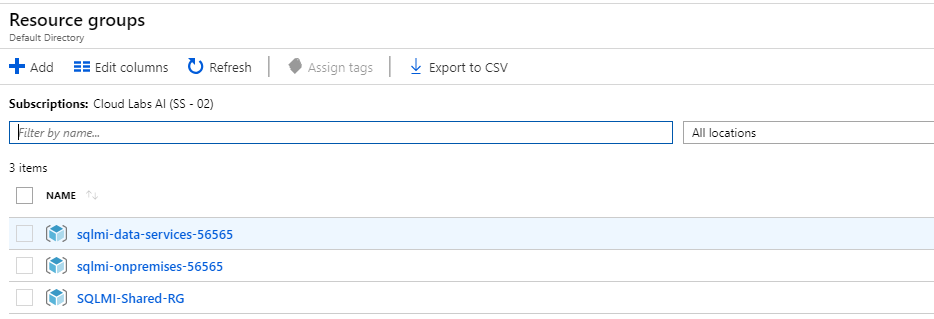 Resource groups
Default Directory
Add Edit columns Refresh Assign tags Export to CSV
Subscriptions: Cloud Labs AI (SS - 02)
Filter by name... All locations
3 items
NAME
sqlmi-data-services-56565
sqlmi-onpremises-56565
SQLMI-Shared-RG